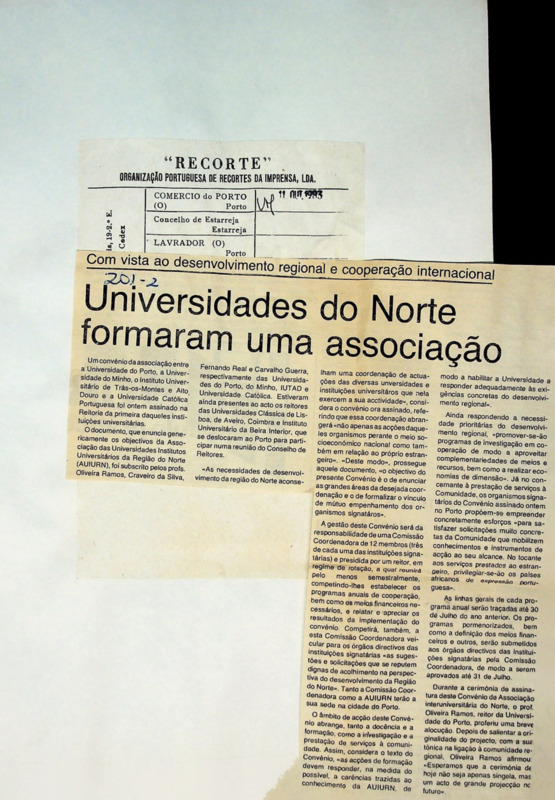 "RECORTE"
ORGANIZAÇÃO PORTUGUESA DE RECORTES DA IMPRENSA, LDA.
19-2.º E.
Codex
COMERCIO do PORTO
(O) Porto
11 OUT. 1983
Concelho de Estarreja
Estarreja
LAVRADOR (O)
Porto
Com vista ao desenvolvimento regional e cooperação internacional
201-2
Universidades do Norte
formaram uma associação
Um convénio da associação entre
a Universidade do Porto, a Univer-
sidade do Minho, o Instituto Univer-
sitário de Trás-os-Montes e Alto
Douro e a Universidade Católica
Portuguesa foi ontem assinado na
Reitoria da primeira daquelas insti-
tuições universitárias.
O documento, que enuncia gene-
ricamente os objectivos da Asso-
ciação das Universidades Institutos
Universitários da Região do Norte
(AUIURN), foi subscrito pelos profs.
Oliveira Ramos, Craveiro da Silva,
Fernando Real e Carvalho Guerra,
respectivamente das Universida-
des do Porto, do Minho, IUTAD e
Universidade Católica. Estiveram
ainda presentes ao acto os reitores
das Universidades Clássica de Lis-
boa, de Aveiro, Coimbra e Instituto
Universitário da Beira Interior, que
se deslocaram ao Porto para parti-
cipar numa reunião do Conselho de
Reitores.
«As necessidades de desenvol-
vimento da região do Norte aconse-
lham uma coordenação de actua-
ções das diversas unversidades e
instituições universitárias que nela
exercem a sua actividade», consi-
dera o convénio ora assinado, refe-
rindo que essa coordenação abran-
gerá «não apenas as acções daque-
les organismos perante o meio so-
cioeconómico nacional como tam-
bém em relação ao próprio estran-
geiro». «Deste modo», prossegue
aquele documento, «o objectivo do
presente Convénio é o de enunciar
as grandes áreas da desejada coor-
denação e o de formalizar o vínculo
de mútuo empenhamento dos or-
ganismos signatáros».
A gestão deste Convénio será da
responsabilidade de uma Comissão
Coordenadora de 12 membros (três
de cada uma das instituições signa-
tárias) e presidida por um reitor, em
regime de rotação, a qual reunirá
pelo menos semestralmente,
competindo-lhes estabelecer os
programas anuais de cooperação,
bem como os meios financeiros ne-
cessários, e relatar e apreciar os
resultados da implementação do
convénio. Competirá, também, a
esta Comissão Coordenadora vei-
cular para os órgãos directivos das
instituições signatárias «as suges-
tões e solicitações que se reputem
dignas de acolhimento na perspec-
tiva do desenvolvimento da Região
do Norte». Tanto a Comissão Coor-
denadora como a AUIURN terão a
sua sede na cidade do Porto.
O âmbito de acção deste Convé-
nio abrange, tanto a docência e a
formação, como a investigação e a
prestação de serviços à comuni-
dade. Assim, considera o texto do
Convénio, «as acções de formação
devem responder, na medida do
possível, a carências trazidas ao
conhecimento da AUIURN, de
modo a habilitar a Universidade a
responder adequadamente às exi-
gências concretas do desenvolvi-
mento regional».
Ainda respondendo a neces-
sidade prioritárias do desenvolvi-
mento regional, «promover-se-ão
programas de investigação em co-
operação de modo a aproveitar
complementariedades de meios e
recursos, bem como a realizar eco-
nomias de dimensão». Já no con-
cernante à prestação de serviços à
Comunidade, os organismos signa-
tários do Convénio assinado ontem
no Porto propõem-se empreender
concretamente esforços «para sa-
tisfazer solicitações muito concre-
tas da Comunidade que mobilizem
conhecimentos e instrumentos de
acção ao seu alcance. No tocante
aos serviços prestados ao estran-
geiro, privilegiar-se-ão os países
africanos de expressão portu-
guesa».
As linhas gerais de cada pro-
grama anual serão traçadas até 30
de Julho do ano anterior. Os pro-
gramas pormenorizados, bem
como a definição dos meios finan-
ceiros e outros, serão submetidos
aos órgãos directivos das Institui-
ções signatárias pela Comissão
Coordenadora, de modo a serem
aprovados até 31 de Julho.
Durante a cerimónia de assina-
tura deste Convénio de Associação
interuniversitária do Norte, o prof.
Oliveira Ramos, reitor da Universi-
dade do Porto, proferiu uma breve
alocução. Depois de salientar a ori-
ginalidade do projecto, com a sua
tónica na ligação à comunidade re-
gional, Oliveira Ramos afirmou:
«Esperamos que a cerimónia de
hoje não seja apenas singela, mas
um acto de grande projecção no
futuro».